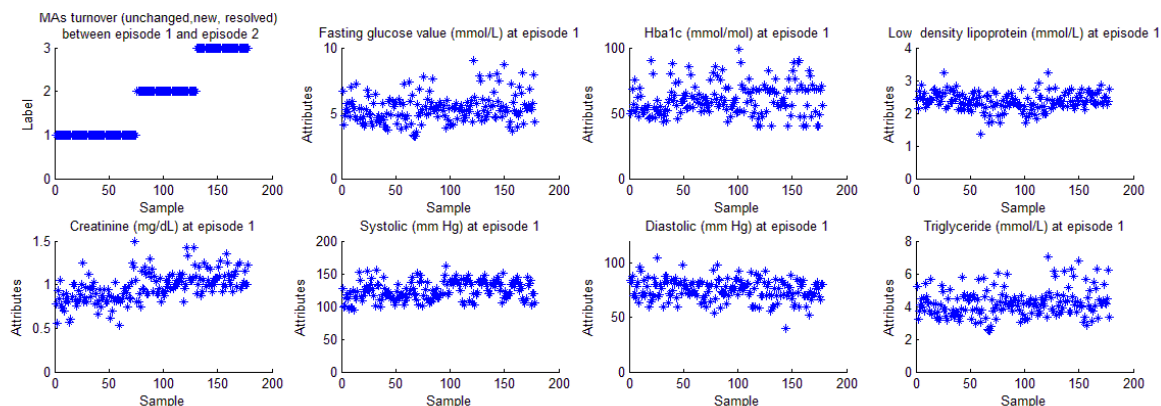 MAs turnover (unchanged,new, resolved)
between episode 1 and episode 2
3
2
1
0
Label
0 50 100 150 200
Sample
Fasting glucose value (mmol/L) at episode 1
10
5
0
Attributes
0 50 100 150 200
Sample
Hba1c (mmol/mol) at episode 1
100
50
0
Attributes
0 50 100 150 200
Sample
Low density lipoprotein (mmol/L) at episode 1
4
3
2
1
0
Attributes
0 50 100 150 200
Sample
Creatinine (mg/dL) at episode 1
1.5
1
0.5
0
Attributes
0 50 100 150 200
Sample
Systolic (mm Hg) at episode 1
200
150
100
50
0
Attributes
0 50 100 150 200
Sample
Diastolic (mm Hg) at episode 1
100
50
0
Attributes
0 50 100 150 200
Sample
Triglyceride (mmol/L) at episode 1
8
6
4
2
0
Attributes
0 50 100 150 200
Sample